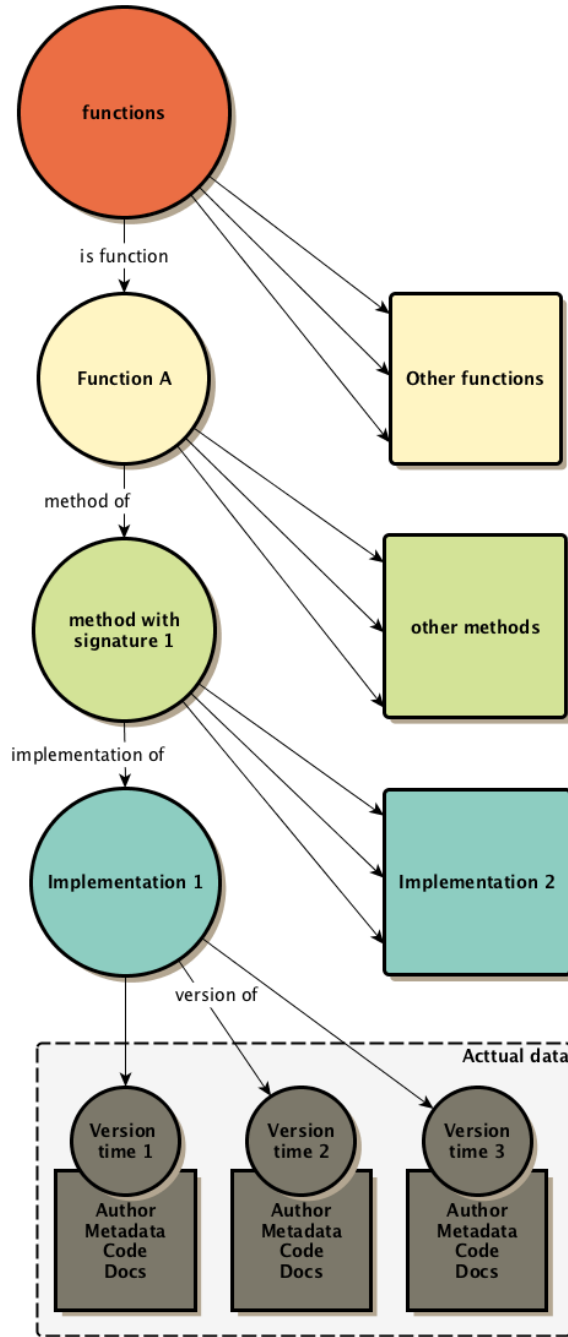 functions
is function
Function A
Other functions
method of
method with
signature 1
other methods
implementation of
Implementation 1
Implementation 2
version of
Acttual data
Version
time 1
Author
Metadata
Code
Docs
Version
time 2
Author
Metadata
Code
Docs
Version
time 3
Author
Metadata
Code
Docs